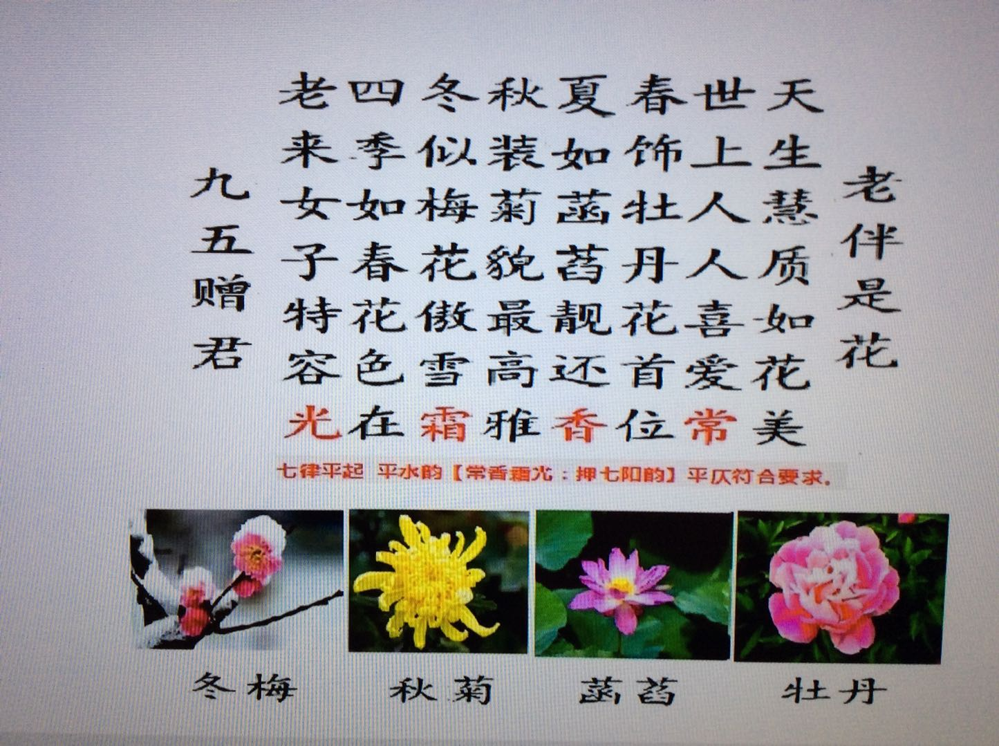 老伴是花
天生慧质如花美
世上人人喜爱常
春饰牡丹花首位
夏如菡萏靓还香
秋装菊貌最高雅
冬似梅花傲雪霜
四季如春花色在
老来女子特容光
九五赠君
七律平起 平水韵【常香霜光：押七阳韵】平仄符合要求。
冬梅
秋菊
菡萏
牡丹